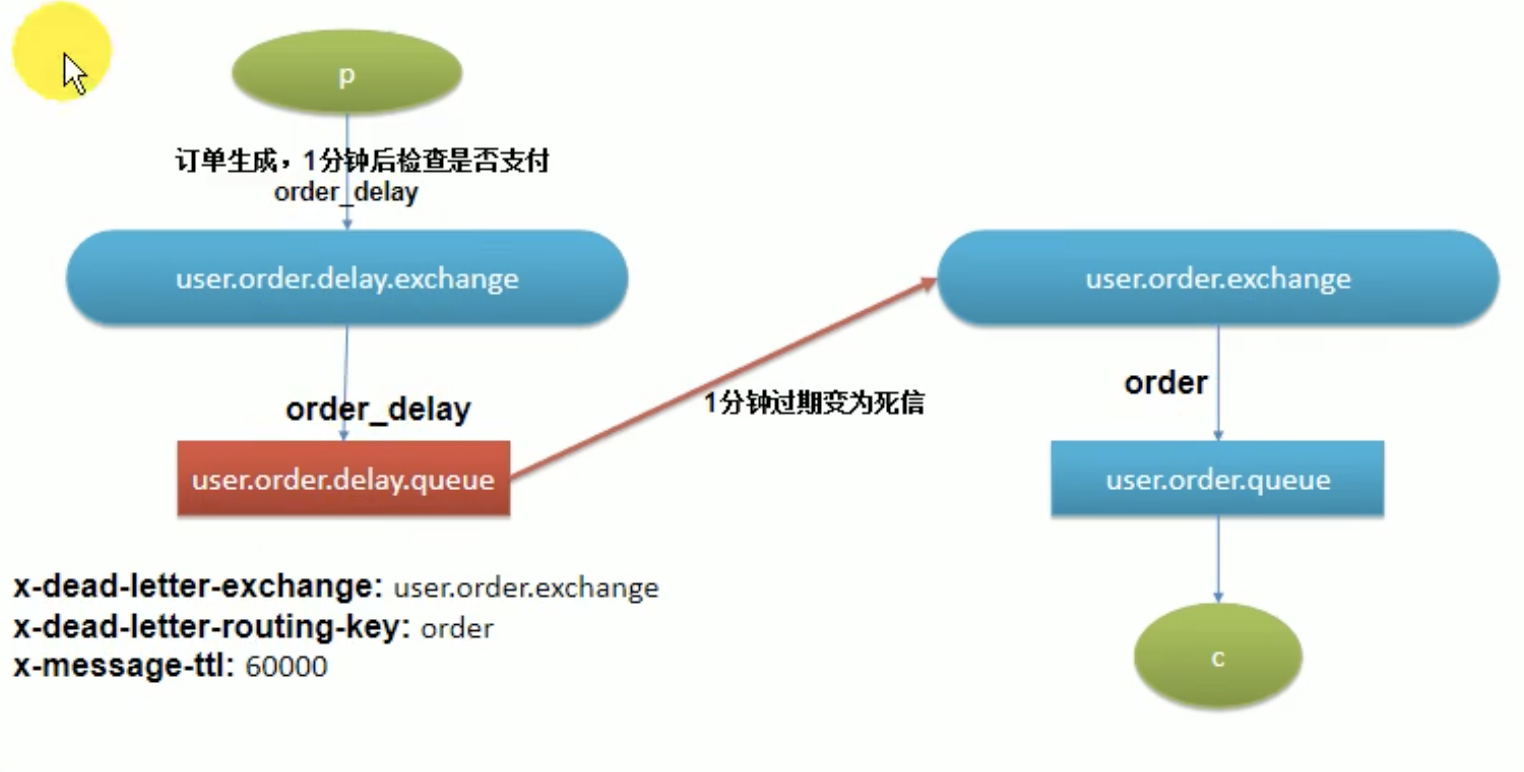 p
订单生成，1分钟后检查是否支付
order_delay
user.order.delay.exchange
user.order.exchange
order_delay
1分钟过期变为死信
order
user.order.delay.queue
user.order.queue
x-dead-letter-exchange: user.order.exchange
x-dead-letter-routing-key: order
x-message-ttl: 60000
c